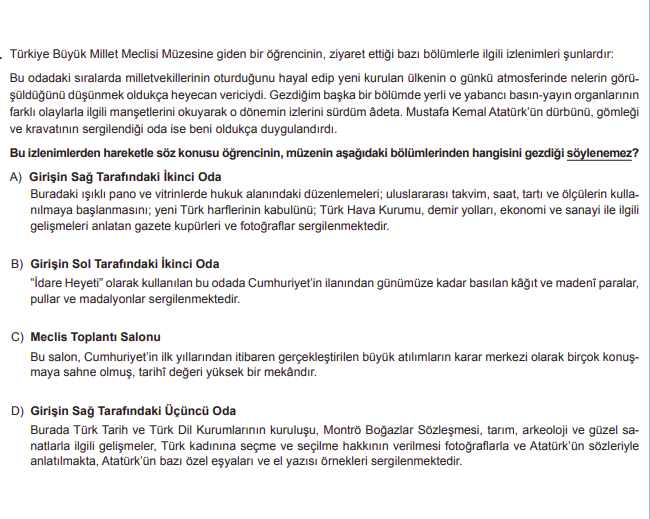 . Türkiye Büyük Millet Meclisi Müzesine giden bir öğrencinin, ziyaret ettiği bazı bölümlerle ilgili izlenimleri şunlardır:
Bu odadaki sıralarda milletvekillerinin oturduğunu hayal edip yeni kurulan ülkenin o günkü atmosferinde nelerin görü-
şüldüğünü düşünmek oldukça heyecan vericiydi. Gezdiğim başka bir bölümde yerli ve yabancı basın-yayın organlarının
farklı olaylarla ilgili manşetlerini okuyarak o dönemin izlerini sürdüm âdeta. Mustafa Kemal Atatürk'ün dürbünü, gömleği
ve kravatının sergilendiği oda ise beni oldukça duygulandırdı.
Bu izlenimlerden hareketle söz konusu öğrencinin, müzenin aşağıdaki bölümlerinden hangisini gezdiği söylenemez?
A) Girişin Sağ Tarafındaki İkinci Oda
Buradaki ışıklı pano ve vitrinlerde hukuk alanındaki düzenlemeleri; uluslararası takvim, saat, tartı ve ölçülerin kulla-
nılmaya başlanmasını; yeni Türk harflerinin kabulünü; Türk Hava Kurumu, demir yolları, ekonomi ve sanayi ile ilgili
gelişmeleri anlatan gazete kupürleri ve fotoğraflar sergilenmektedir.
B) Girişin Sol Tarafındaki İkinci Oda
"İdare Heyeti" olarak kullanılan bu odada Cumhuriyet'in ilanından günümüze kadar basılan kâğıt ve madenî paralar,
pullar ve madalyonlar sergilenmektedir.
C) Meclis Toplantı Salonu
Bu salon, Cumhuriyet'in ilk yıllarından itibaren gerçekleştirilen büyük atılımların karar merkezi olarak birçok konuş-
maya sahne olmuş, tarihî değeri yüksek bir mekândır.
D) Girişin Sağ Tarafındaki Üçüncü Oda
Burada Türk Tarih ve Türk Dil Kurumlarının kuruluşu, Montrö Boğazlar Sözleşmesi, tarım, arkeoloji ve güzel sa-
natlarla ilgili gelişmeler, Türk kadınına seçme ve seçilme hakkının verilmesi fotoğraflarla ve Atatürk'ün sözleriyle
anlatılmakta, Atatürk'ün bazı özel eşyaları ve el yazısı örnekleri sergilenmektedir.